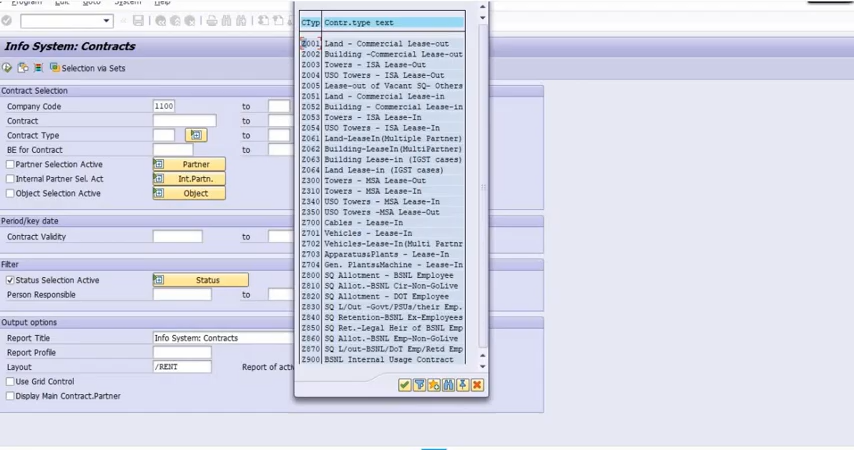 Program Edit Goto System Help
Info System: Contracts
Selection via Sets
Contract Selection
Company Code 1100 to
Contract to
Contract Type to
BE for Contract to
Partner Selection Active Partner
Internal Partner Sel. Act Int.Partn.
Object Selection Active Object
Period/key date
Contract Validity to
Filter
Status Selection Active Status
Person Responsible to
Output options
Report Title Info System: Contracts
Report Profile
Layout /RENT Report of activ
Use Grid Control
Display Main Contract.Partner
CTyp Contr.type text
Z001 Land - Commercial Lease-out
Z002 Building -Commercial Lease-out
Z003 Towers - ISA Lease-Out
Z004 USO Towers - ISA Lease-Out
Z005 Lease-out of Vacant SQ- Others
Z051 Land - Commercial Lease-in
Z052 Building - Commercial Lease-in
Z053 Towers - ISA Lease-In
Z054 USO Towers - ISA Lease-In
Z061 Land-LeaseIn(Multiple Partner)
Z062 Building-LeaseIn(MultiPartner)
Z063 Building Lease-in (IGST cases)
Z064 Land Lease-in (IGST cases)
Z300 Towers - MSA Lease-Out
Z310 Towers - MSA Lease-In
Z340 USO Towers - MSA Lease-In
Z350 USO Towers -MSA Lease-Out
Z700 Cables - Lease-In
Z701 Vehicles - Lease-In
Z702 Vehicles-Lease-In(Multi Partnr
Z703 Apparatus&Plants - Lease-In
Z704 Gen. Plants&Machine - Lease-In
Z800 SQ Allotment - BSNL Employee
Z810 SQ Allot.-BSNL Cir-Non-GoLive
Z820 SQ Allotment - DOT Employee
Z830 SQ L/Out -Govt/PSUs/their Emp.
Z840 SQ Retention-BSNL Ex-Employees
Z850 SQ Ret.-Legal Heir of BSNL Emp
Z860 SQ Allot.-BSNL Emp-Non-GoLive
Z870 SQ L/out-BSNL/DoT Emp/Retd Emp
Z900 BSNL Internal Usage Contract